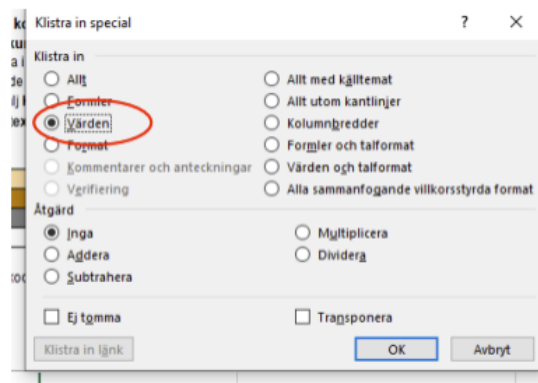 Klistra in special ? ×
Klistra in
Allt
Formler
Värden
Format
Kommentarer och anteckningar
Verifiering
Allt med källtemat
Allt utom kantlinjer
Kolumnbredder
Formler och talformat
Värden och talformat
Alla sammanfogande villkorsstyrda format
Åtgärd
Inga
Addera
Subtrahera
Multiplicera
Dividera
Ej tomma
Transponera
Klistra in länk
OK
Avbryt